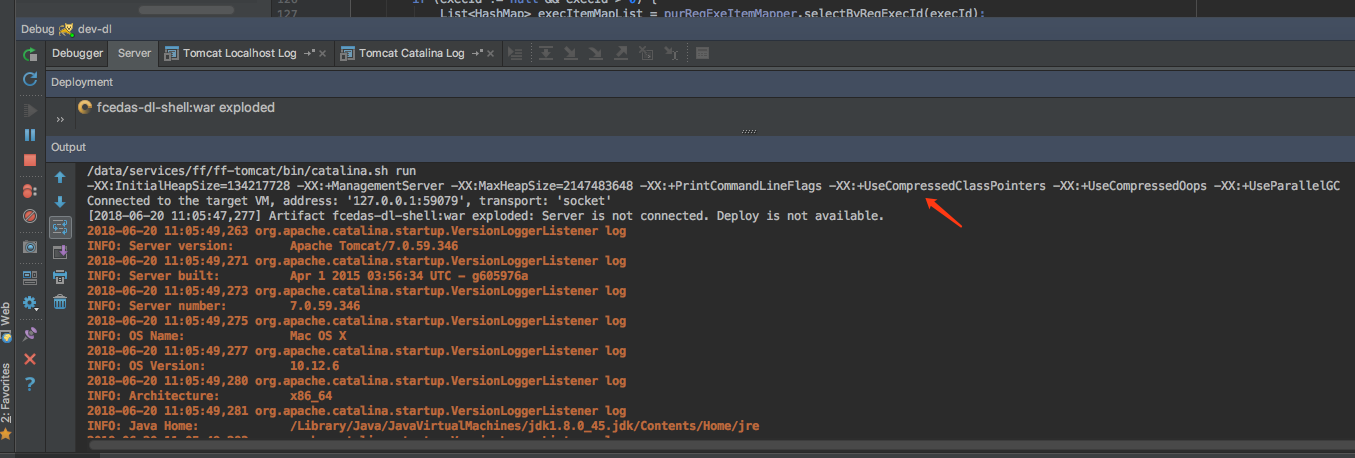 if (execId != null && execId > 0) {
127 List<HashMap> execItemMapList = purReqExeItemMapper.selectByReqExecId(execId);
Debug dev-dl
Debugger Server Tomcat Localhost Log Tomcat Catalina Log
Deployment
fcedas-dl-shell:war exploded
Output
/data/services/ff/ff-tomcat/bin/catalina.sh run
-XX:InitialHeapSize=134217728 -XX:+ManagementServer -XX:MaxHeapSize=2147483648 -XX:+PrintCommandLineFlags -XX:+UseCompressedClassPointers -XX:+UseCompressedOops -XX:+UseParallelGC
Connected to the target VM, address: '127.0.0.1:59079', transport: 'socket'
[2018-06-20 11:05:47,277] Artifact fcedas-dl-shell:war exploded: Server is not connected. Deploy is not available.
2018-06-20 11:05:49,263 org.apache.catalina.startup.VersionLoggerListener log
INFO: Server version: Apache Tomcat/7.0.59.346
2018-06-20 11:05:49,271 org.apache.catalina.startup.VersionLoggerListener log
INFO: Server built: Apr 1 2015 03:56:34 UTC - g605976a
2018-06-20 11:05:49,273 org.apache.catalina.startup.VersionLoggerListener log
INFO: Server number: 7.0.59.346
2018-06-20 11:05:49,275 org.apache.catalina.startup.VersionLoggerListener log
INFO: OS Name: Mac OS X
2018-06-20 11:05:49,277 org.apache.catalina.startup.VersionLoggerListener log
INFO: OS Version: 10.12.6
2018-06-20 11:05:49,280 org.apache.catalina.startup.VersionLoggerListener log
INFO: Architecture: x86_64
2018-06-20 11:05:49,281 org.apache.catalina.startup.VersionLoggerListener log
INFO: Java Home: /Library/Java/JavaVirtualMachines/jdk1.8.0_45.jdk/Contents/Home/jre
Web
2: Favorites